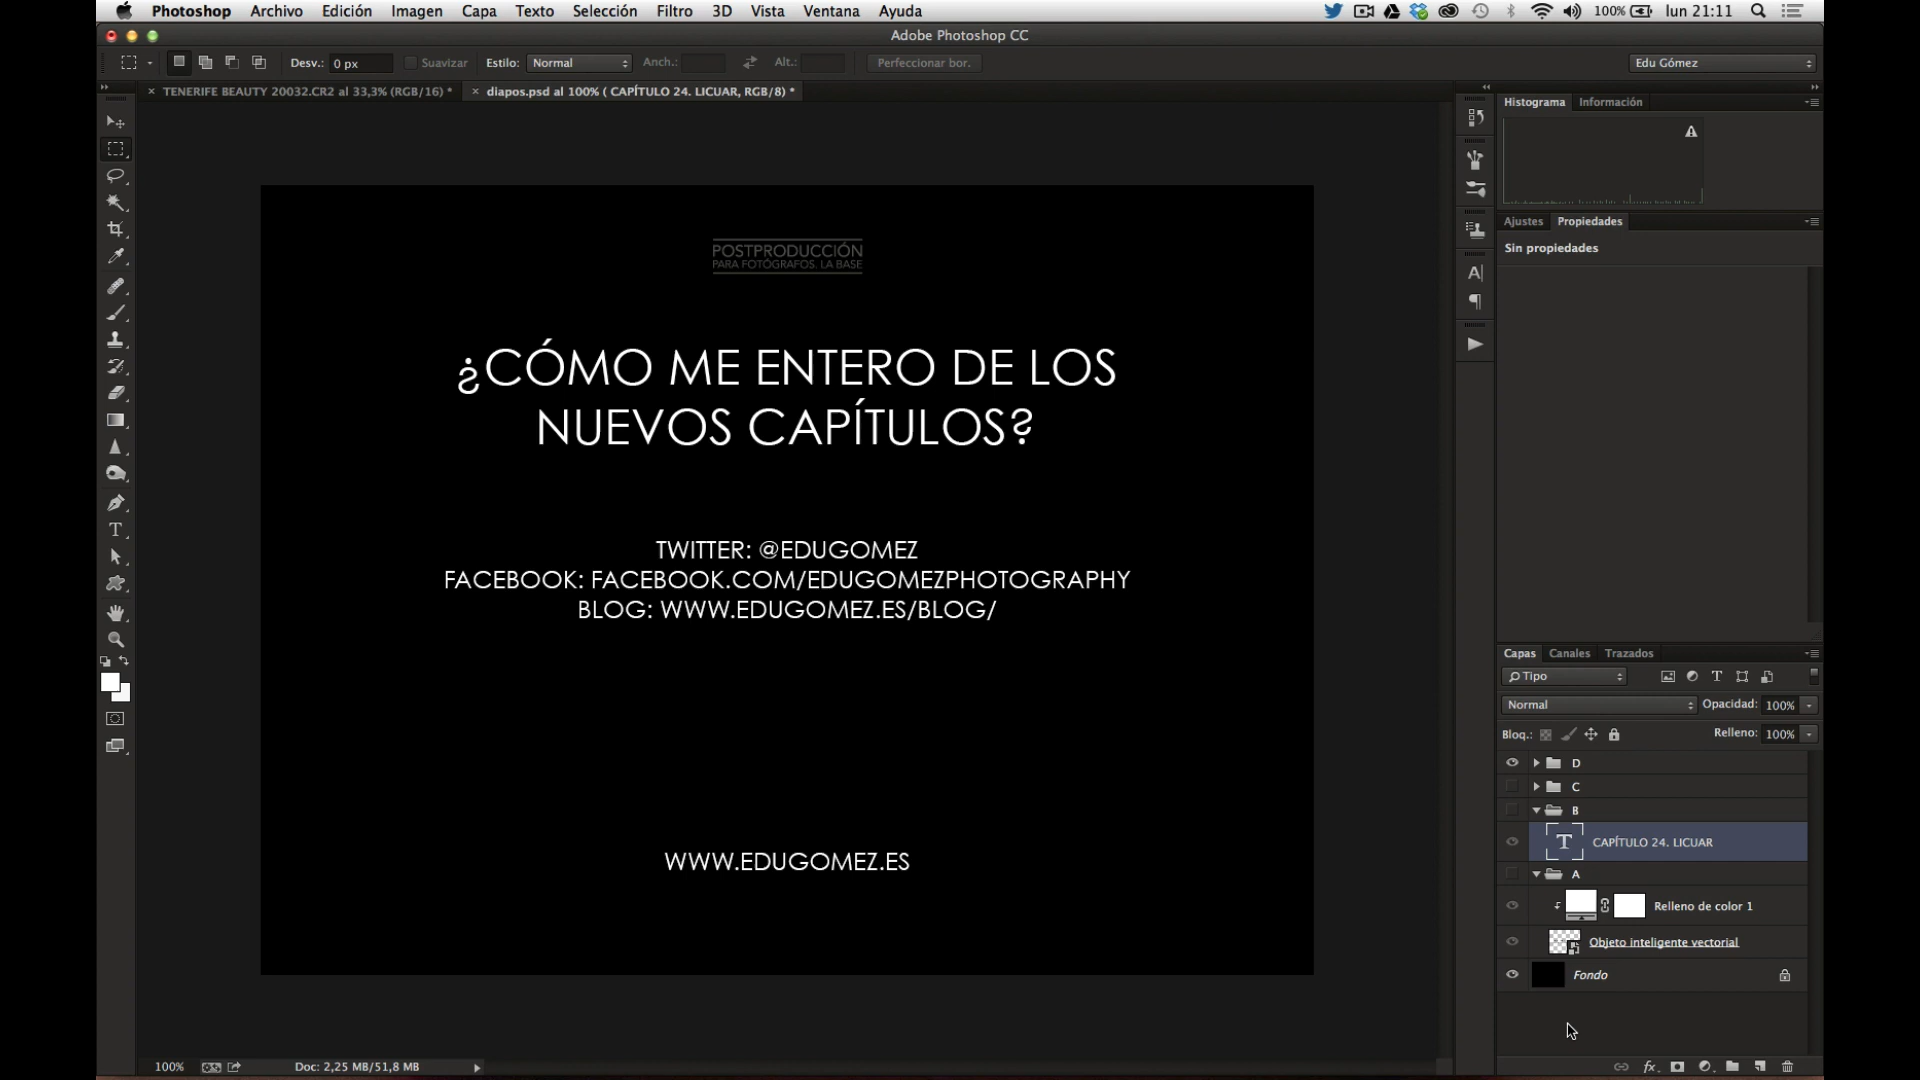 Photoshop Archivo Edición Imagen Capa Texto Selección Filtro 3D Vista Ventana Ayuda 100% lun 21:11
Adobe Photoshop CC
Desv.: 0 px Suavizar Estilo: Normal Anch.: Alt.: Perfeccionar bor. Edu Gómez
TENERIFE BEAUTY 20032.CR2 al 33,3% (RGB/16) * diapos.psd al 100% ( CAPÍTULO 24. LICUAR, RGB/8) *
Histograma Información
Ajustes Propiedades
Sin propiedades
POSTPRODUCCIÓN
PARA FOTÓGRAFOS. LA BASE
¿CÓMO ME ENTERO DE LOS
NUEVOS CAPÍTULOS?
TWITTER: @EDUGOMEZ
FACEBOOK: FACEBOOK.COM/EDUGOMEZPHOTOGRAPHY
BLOG: WWW.EDUGOMEZ.ES/BLOG/
WWW.EDUGOMEZ.ES
Capas Canales Trazados
Tipo
Normal Opacidad: 100%
Bloq.: Relleno: 100%
D
C
B
CAPÍTULO 24. LICUAR
A
Relleno de color 1
Objeto inteligente vectorial
Fondo
100% Doc: 2,25 MB/51,8 MB